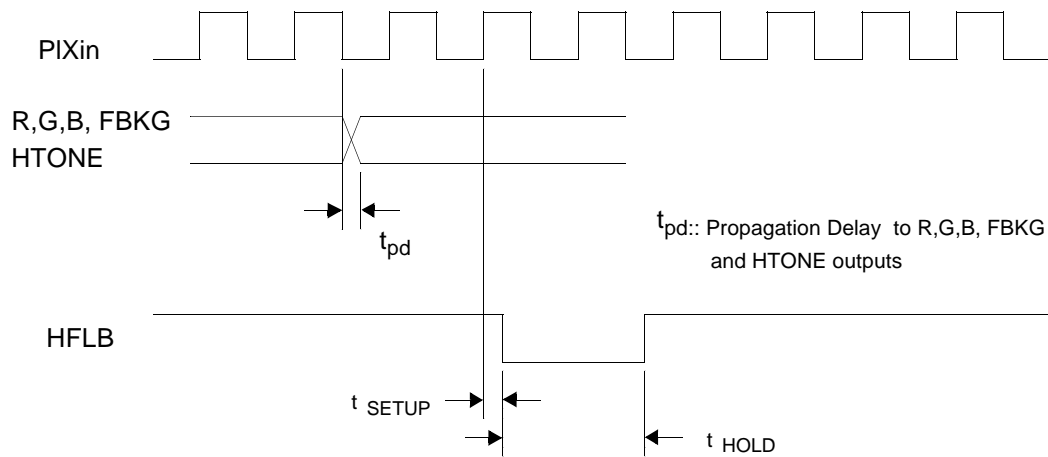 PIXin
R,G,B, FBKG
HTONE
tpd
tpd:: Propagation Delay to R,G,B, FBKG
and HTONE outputs
HFLB
t SETUP
t HOLD